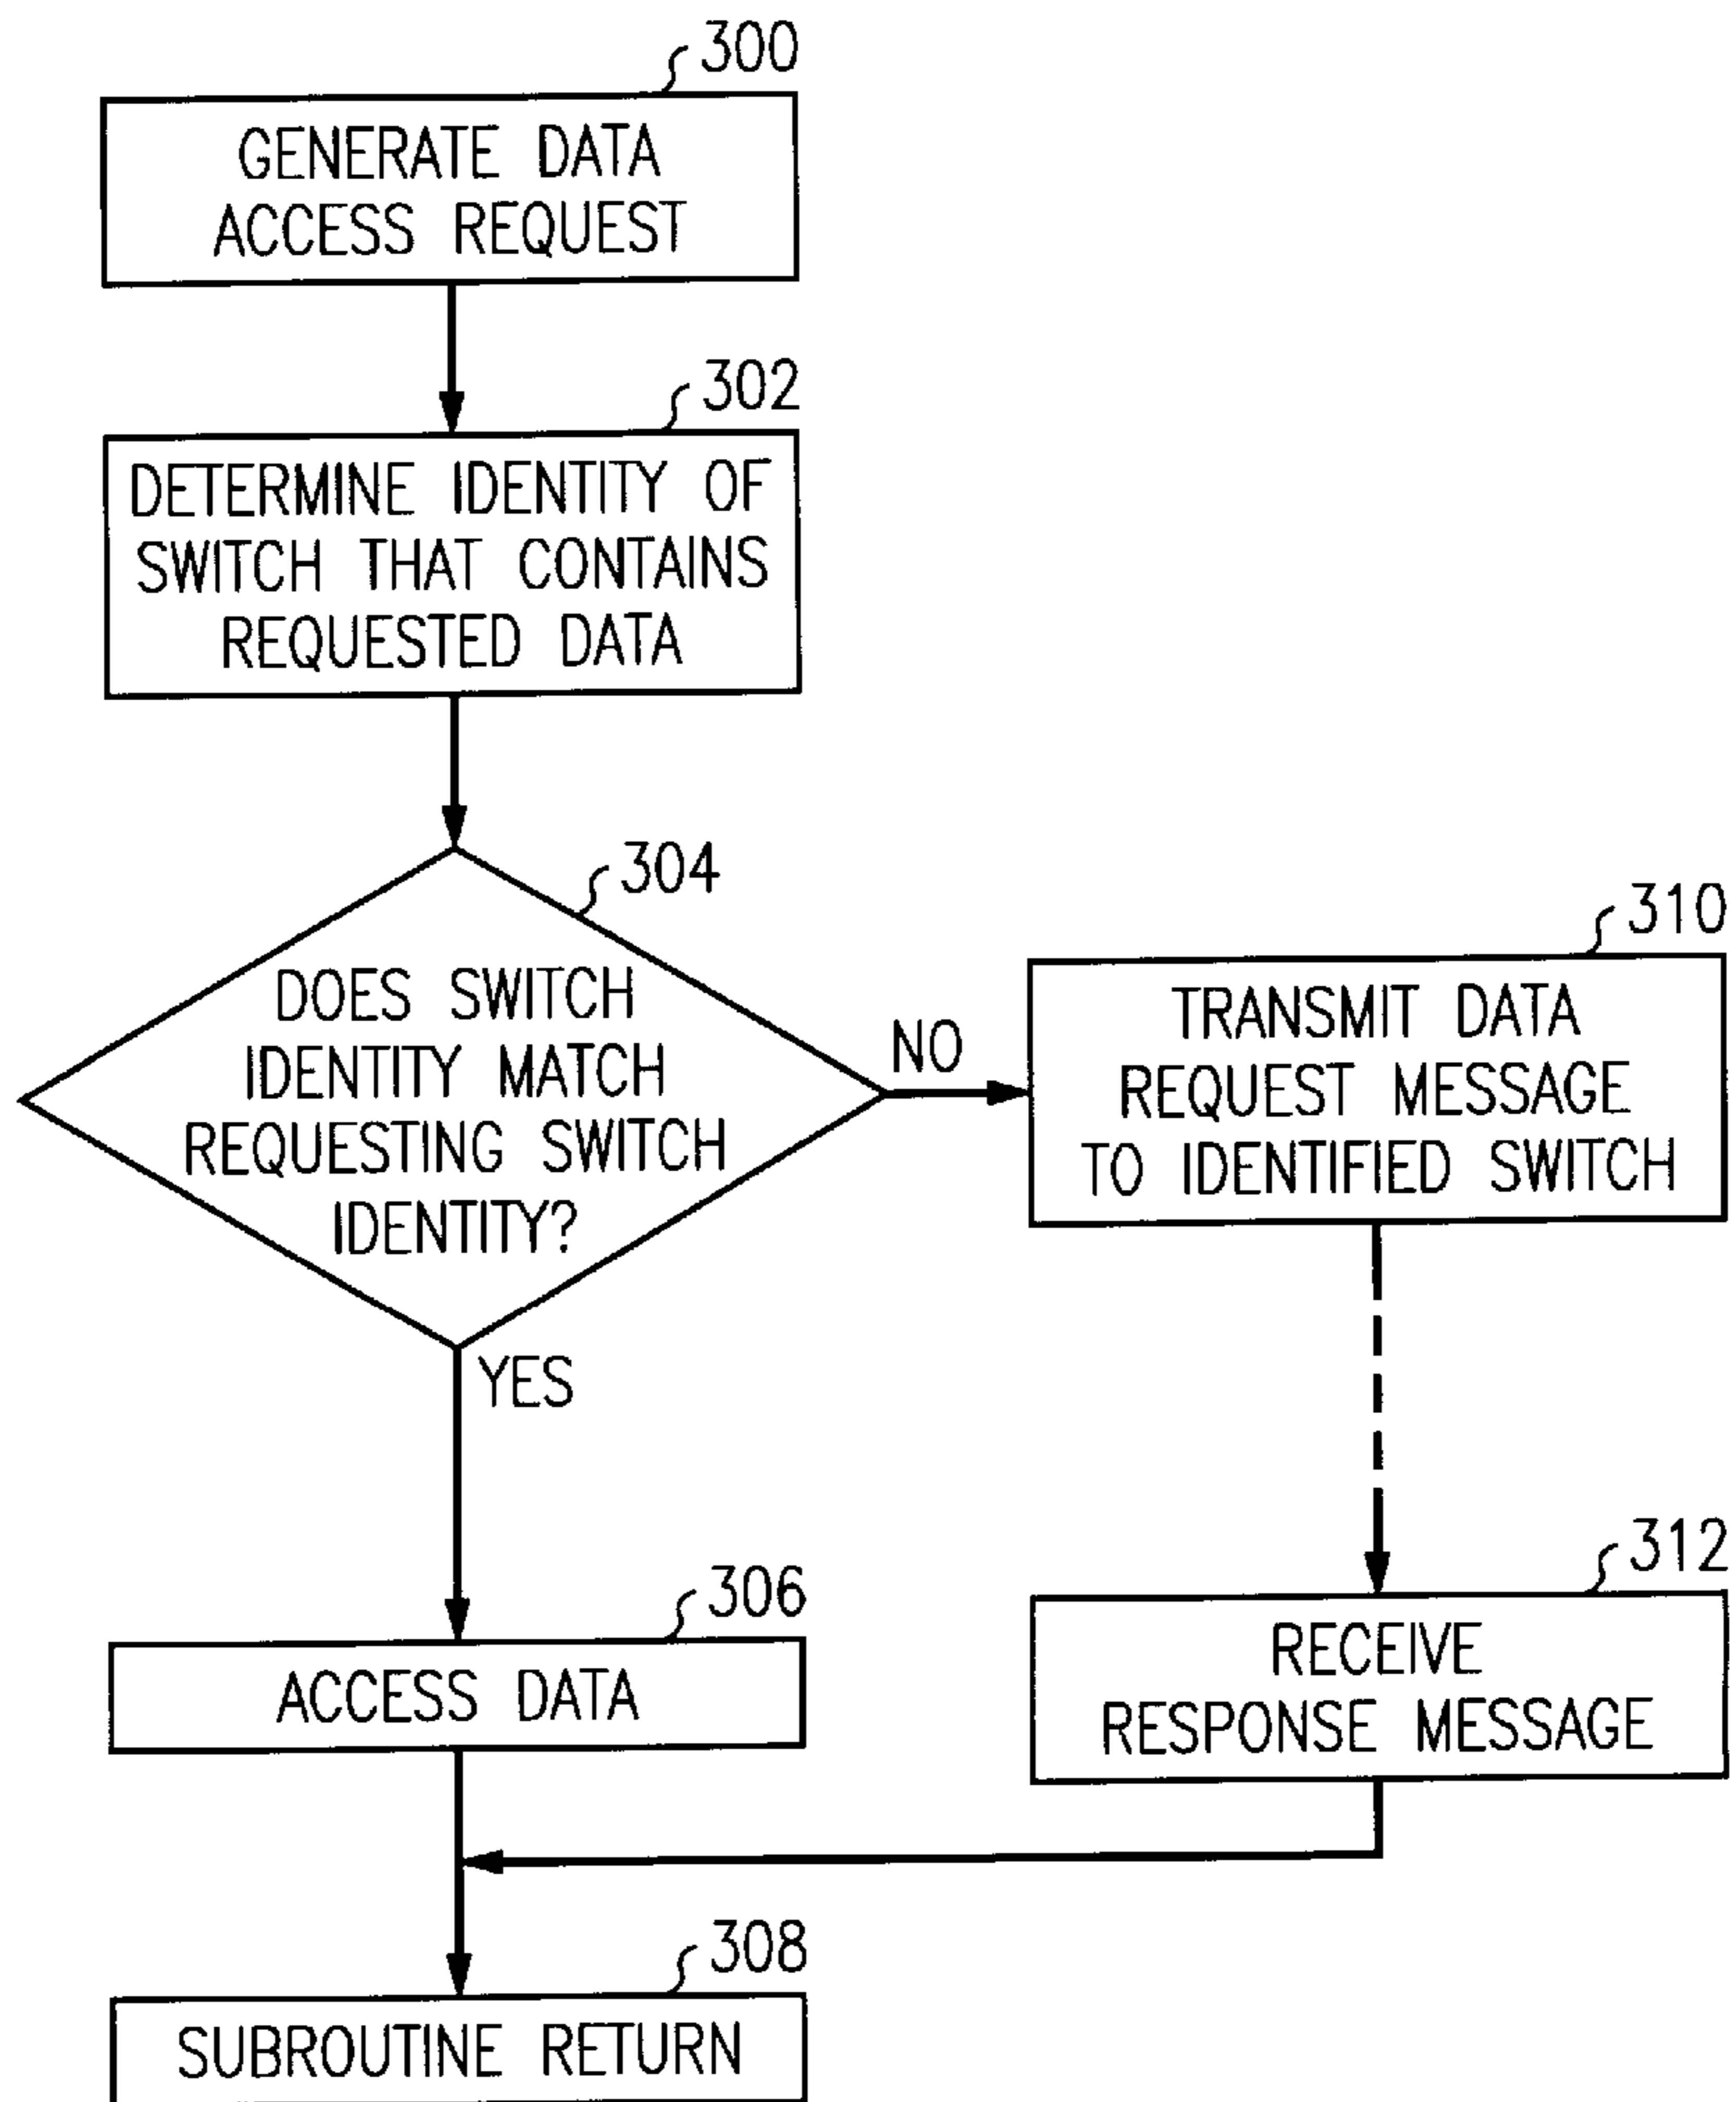 300
GENERATE DATA
ACCESS REQUEST
302
DETERMINE IDENTITY OF
SWITCH THAT CONTAINS
REQUESTED DATA
304
DOES SWITCH
IDENTITY MATCH
REQUESTING SWITCH
IDENTITY?
NO
310
TRANSMIT DATA
REQUEST MESSAGE
TO IDENTIFIED SWITCH
YES
306
ACCESS DATA
312
RECEIVE
RESPONSE MESSAGE
308
SUBROUTINE RETURN